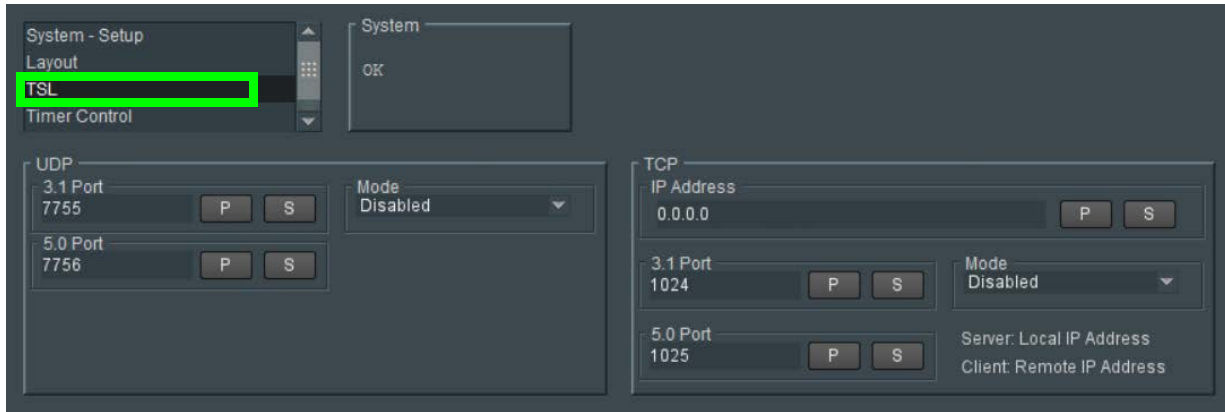 System - Setup
Layout
TSL
Timer Control
System
OK
UDP
3.1 Port
7755 P S
Mode
Disabled
5.0 Port
7756 P S
TCP
IP Address
0.0.0.0 P S
3.1 Port
1024 P S
Mode
Disabled
5.0 Port
1025 P S
Server: Local IP Address
Client: Remote IP Address